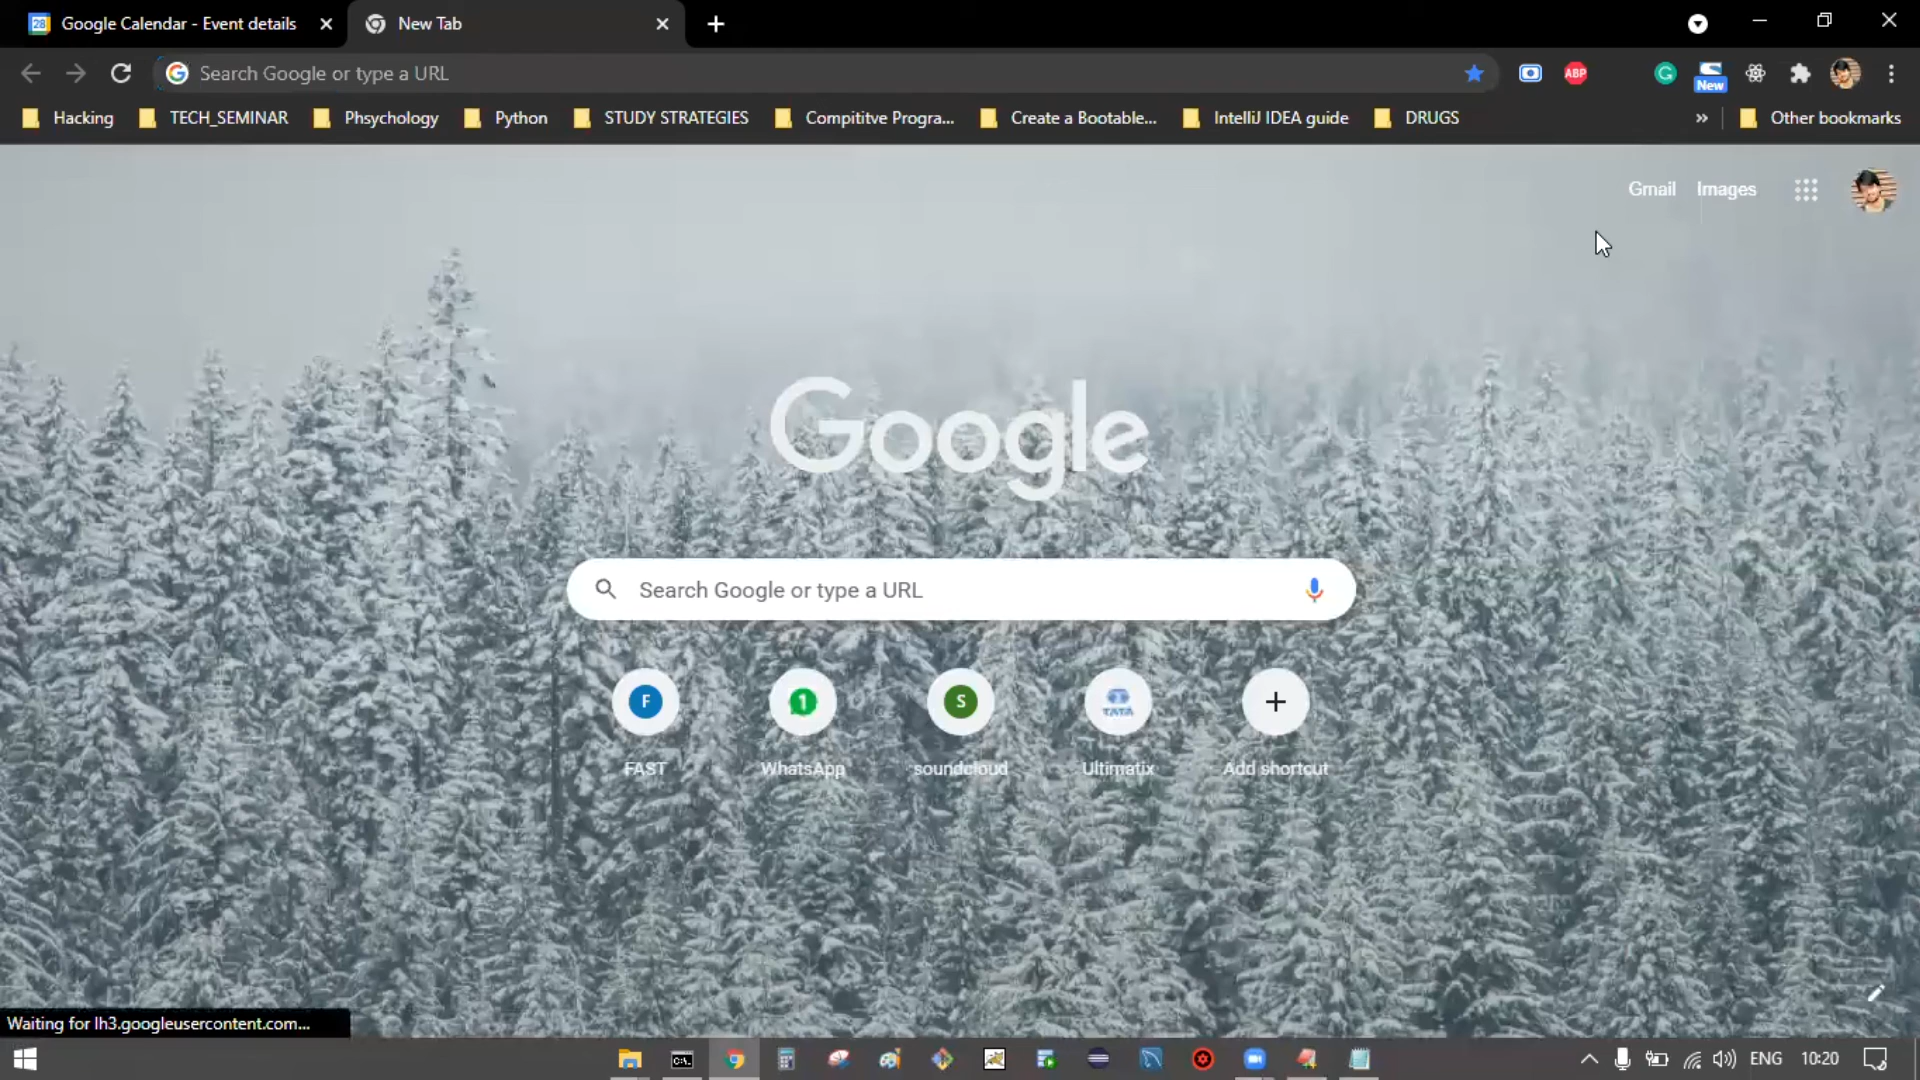 Google Calendar - Event details
New Tab
Search Google or type a URL
ABP
New
Hacking
TECH_SEMINAR
Phsychology
Python
STUDY STRATEGIES
Compititve Progra...
Create a Bootable...
IntelliJ IDEA guide
DRUGS
Other bookmarks
Gmail
Images
Google
Search Google or type a URL
F
1
S
TATA
FAST
WhatsApp
soundcloud
Ultimatix
Add shortcut
Waiting for lh3.googleusercontent.com...
ENG
10:20